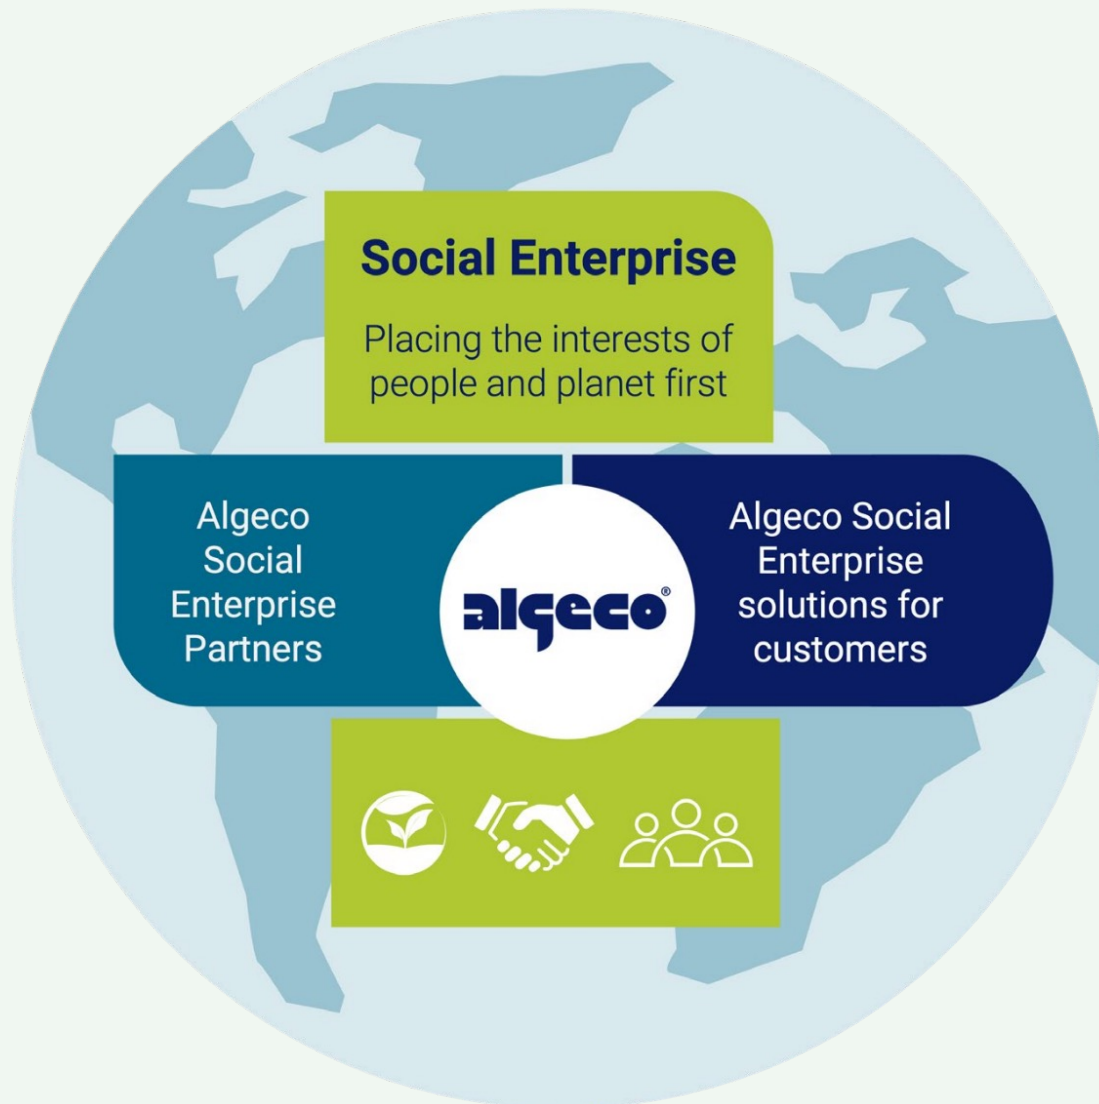 Social Enterprise
Placing the interests of
people and planet first
Algeco
Social
Enterprise
Partners
algeco®
Algeco Social
Enterprise
solutions for
customers